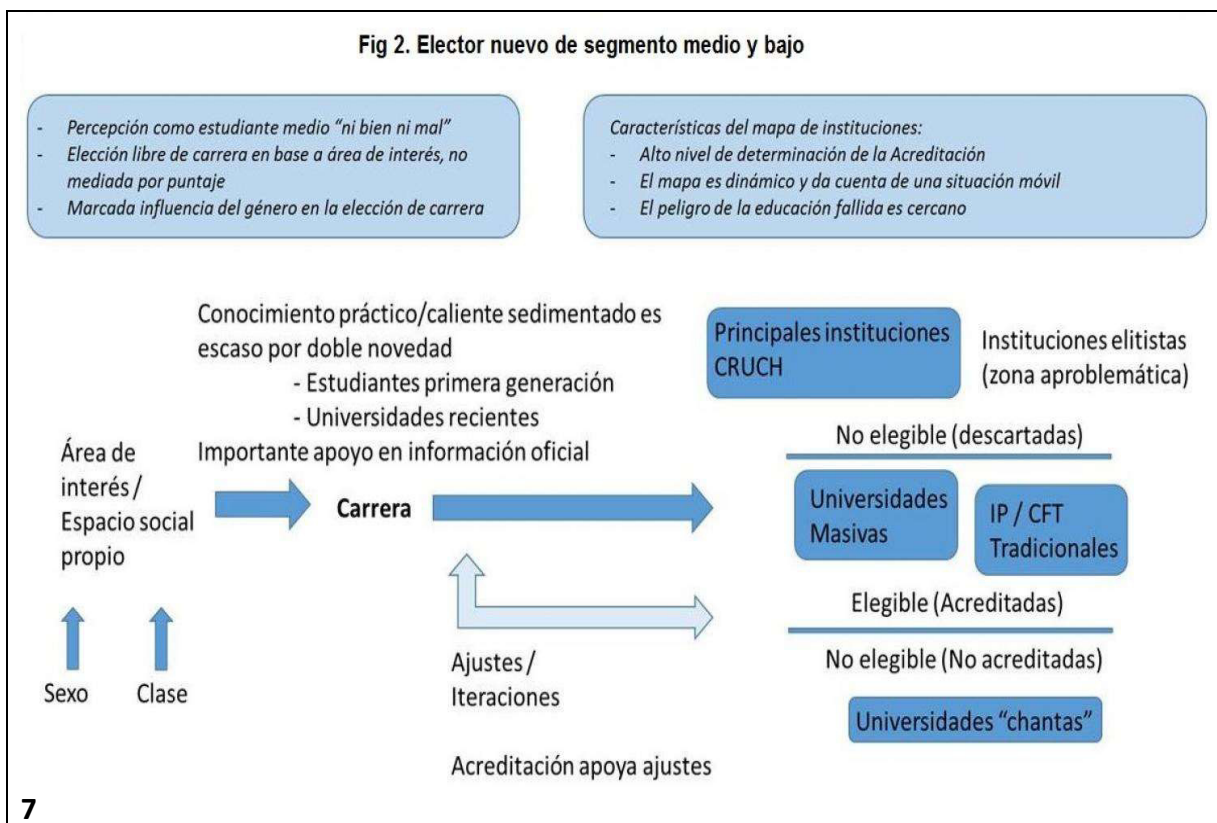 Fig 2. Elector nuevo de segmento medio y bajo
- Percepción como estudiante medio “ni bien ni mal”
- Elección libre de carrera en base a área de interés, no
mediada por puntaje
- Marcada influencia del género en la elección de carrera
Características del mapa de instituciones:
- Alto nivel de determinación de la Acreditación
- El mapa es dinámico y da cuenta de una situación móvil
- El peligro de la educación fallida es cercano
Conocimiento práctico/caliente sedimentado es
escaso por doble novedad
- Estudiantes primera generación
- Universidades recientes
Importante apoyo en información oficial
Área de
interés /
Espacio social
propio
Carrera
Sexo
Clase
Ajustes /
Iteraciones
Acreditación apoya ajustes
Principales instituciones
CRUCH
Instituciones elitistas
(zona aproblemática)
No elegible (descartadas)
Universidades
Masivas
IP / CFT
Tradicionales
Elegible (Acreditadas)
No elegible (No acreditadas)
Universidades “chantas”
7